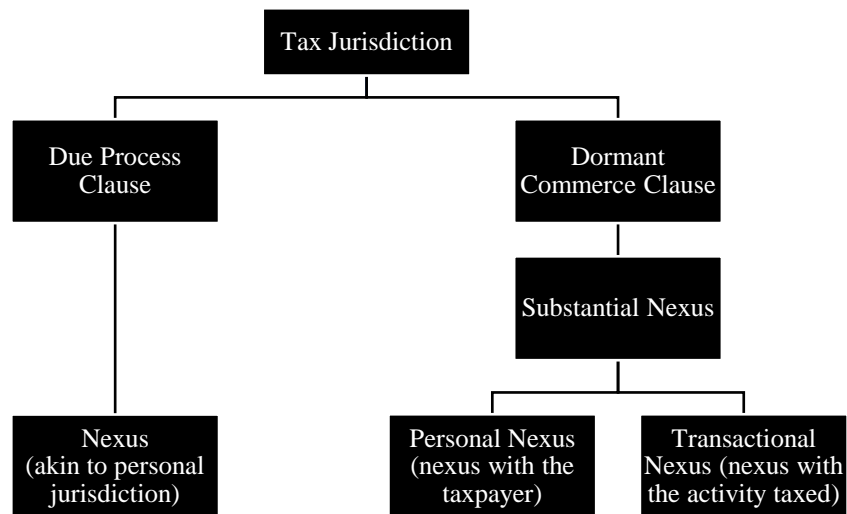 Tax Jurisdiction
Due Process
Clause
Dormant
Commerce Clause
Substantial Nexus
Nexus
(akin to personal
jurisdiction)
Personal Nexus
(nexus with the
taxpayer)
Transactional
Nexus (nexus with
the activity taxed)